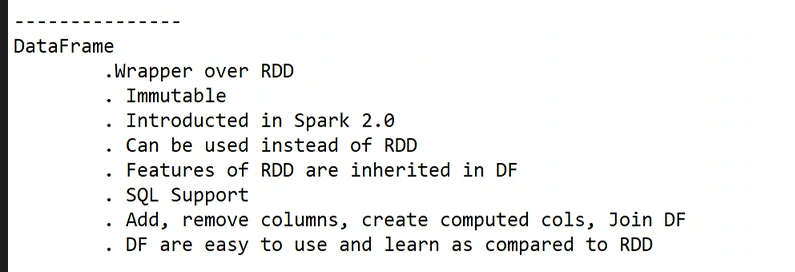 ---------------
DataFrame
.Wrapper over RDD
. Immutable
. Introducted in Spark 2.0
. Can be used instead of RDD
. Features of RDD are inherited in DF
. SQL Support
. Add, remove columns, create computed cols, Join DF
. DF are easy to use and learn as compared to RDD